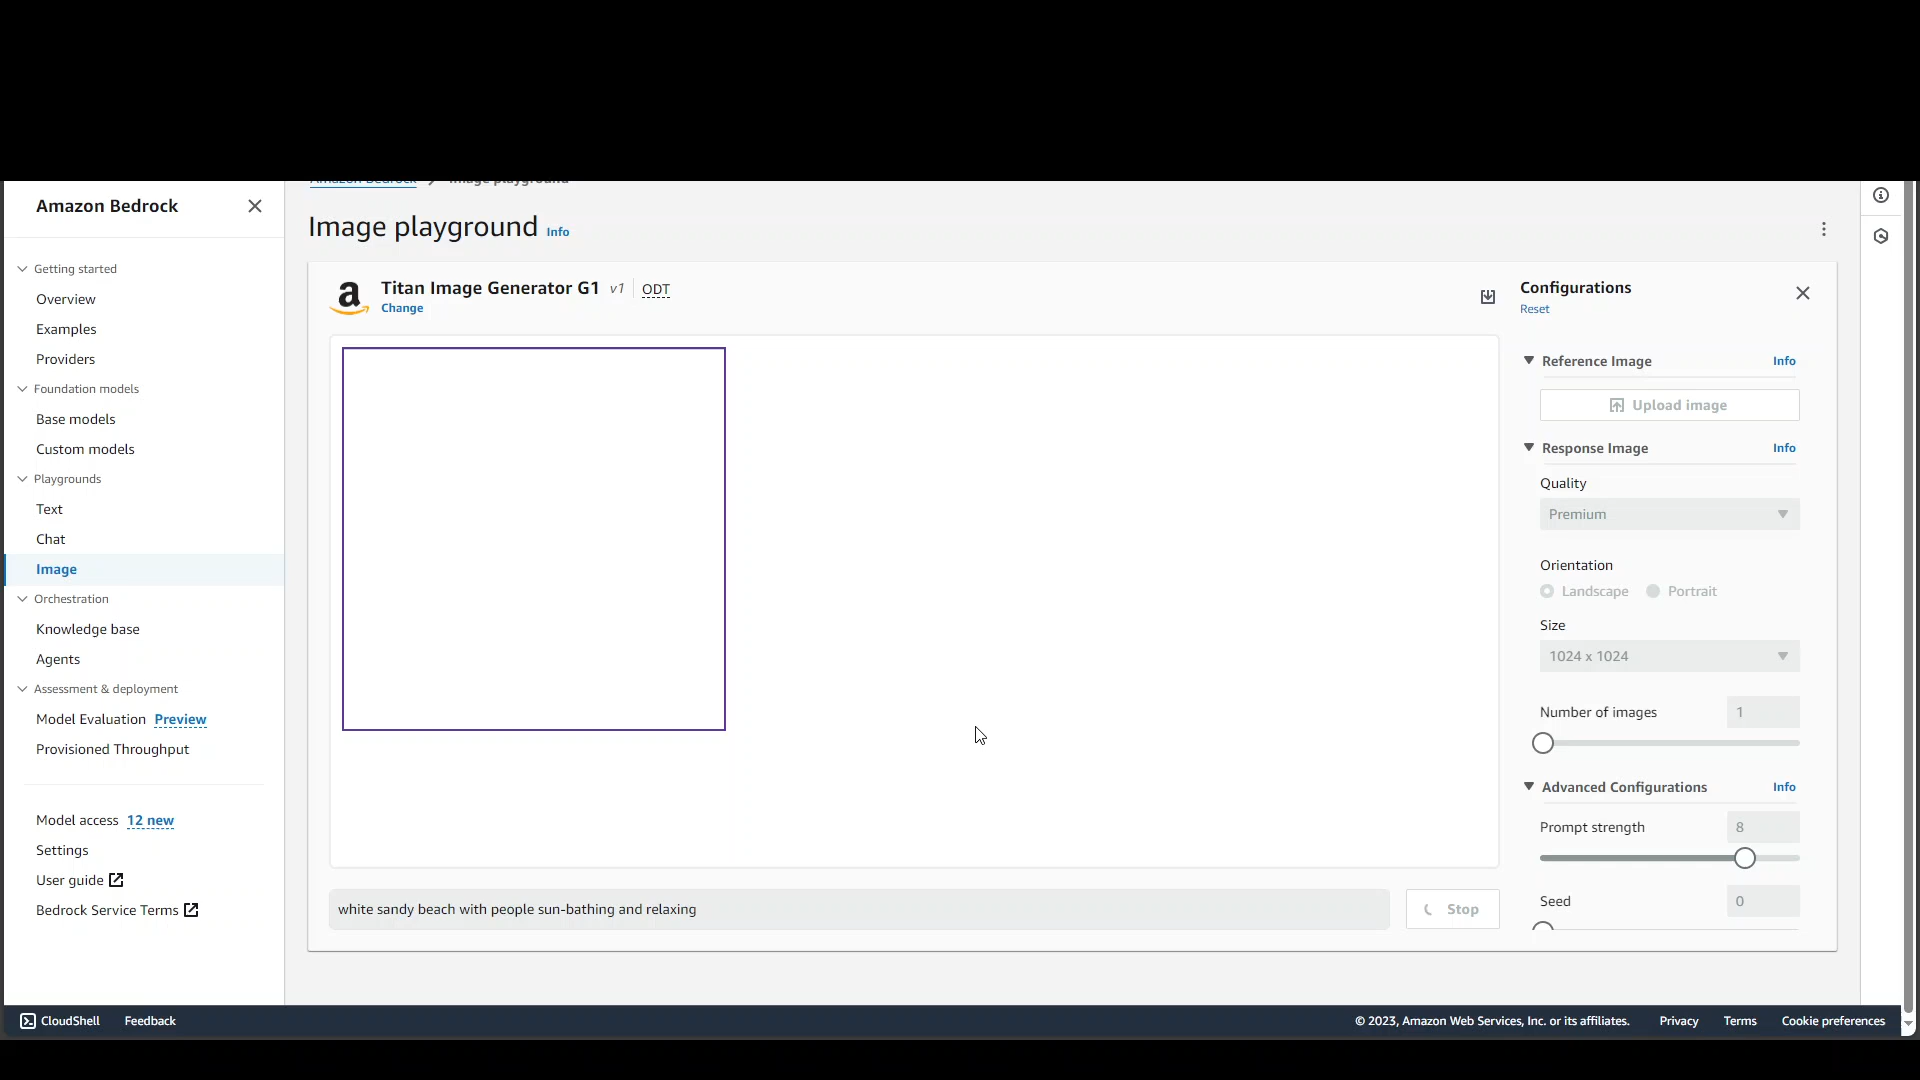 Amazon Bedrock > Image playground
Amazon Bedrock
Getting started
Overview
Examples
Providers
Foundation models
Base models
Custom models
Playgrounds
Text
Chat
Image
Orchestration
Knowledge base
Agents
Assessment & deployment
Model Evaluation Preview
Provisioned Throughput
Model access 12 new
Settings
User guide
Bedrock Service Terms
Image playground Info
a
Titan Image Generator G1 v1 | ODT
Change
white sandy beach with people sun-bathing and relaxing
Stop
Configurations
Reset
Reference Image Info
Upload image
Response Image Info
Quality
Premium
Orientation
Landscape Portrait
Size
1024 x 1024
Number of images 1
Advanced Configurations Info
Prompt strength 8
Seed 0
CloudShell Feedback © 2023, Amazon Web Services, Inc. or its affiliates. Privacy Terms Cookie preferences